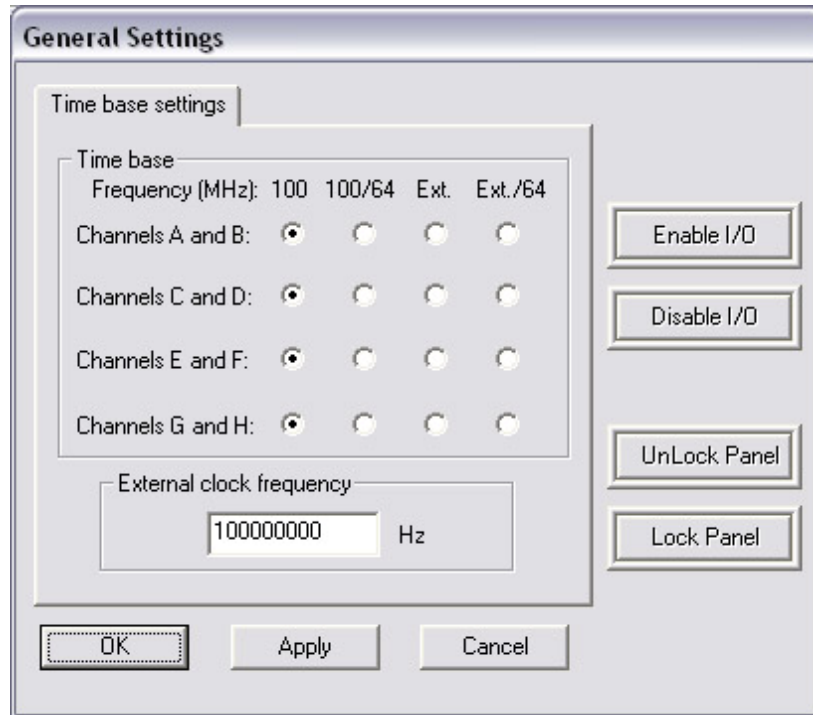 General Settings
Time base settings
Time base
Frequency (MHz): 100 100/64 Ext. Ext./64
Channels A and B:
Channels C and D:
Channels E and F:
Channels G and H:
External clock frequency
100000000 Hz
Enable I/O
Disable I/O
UnLock Panel
Lock Panel
OK Apply Cancel